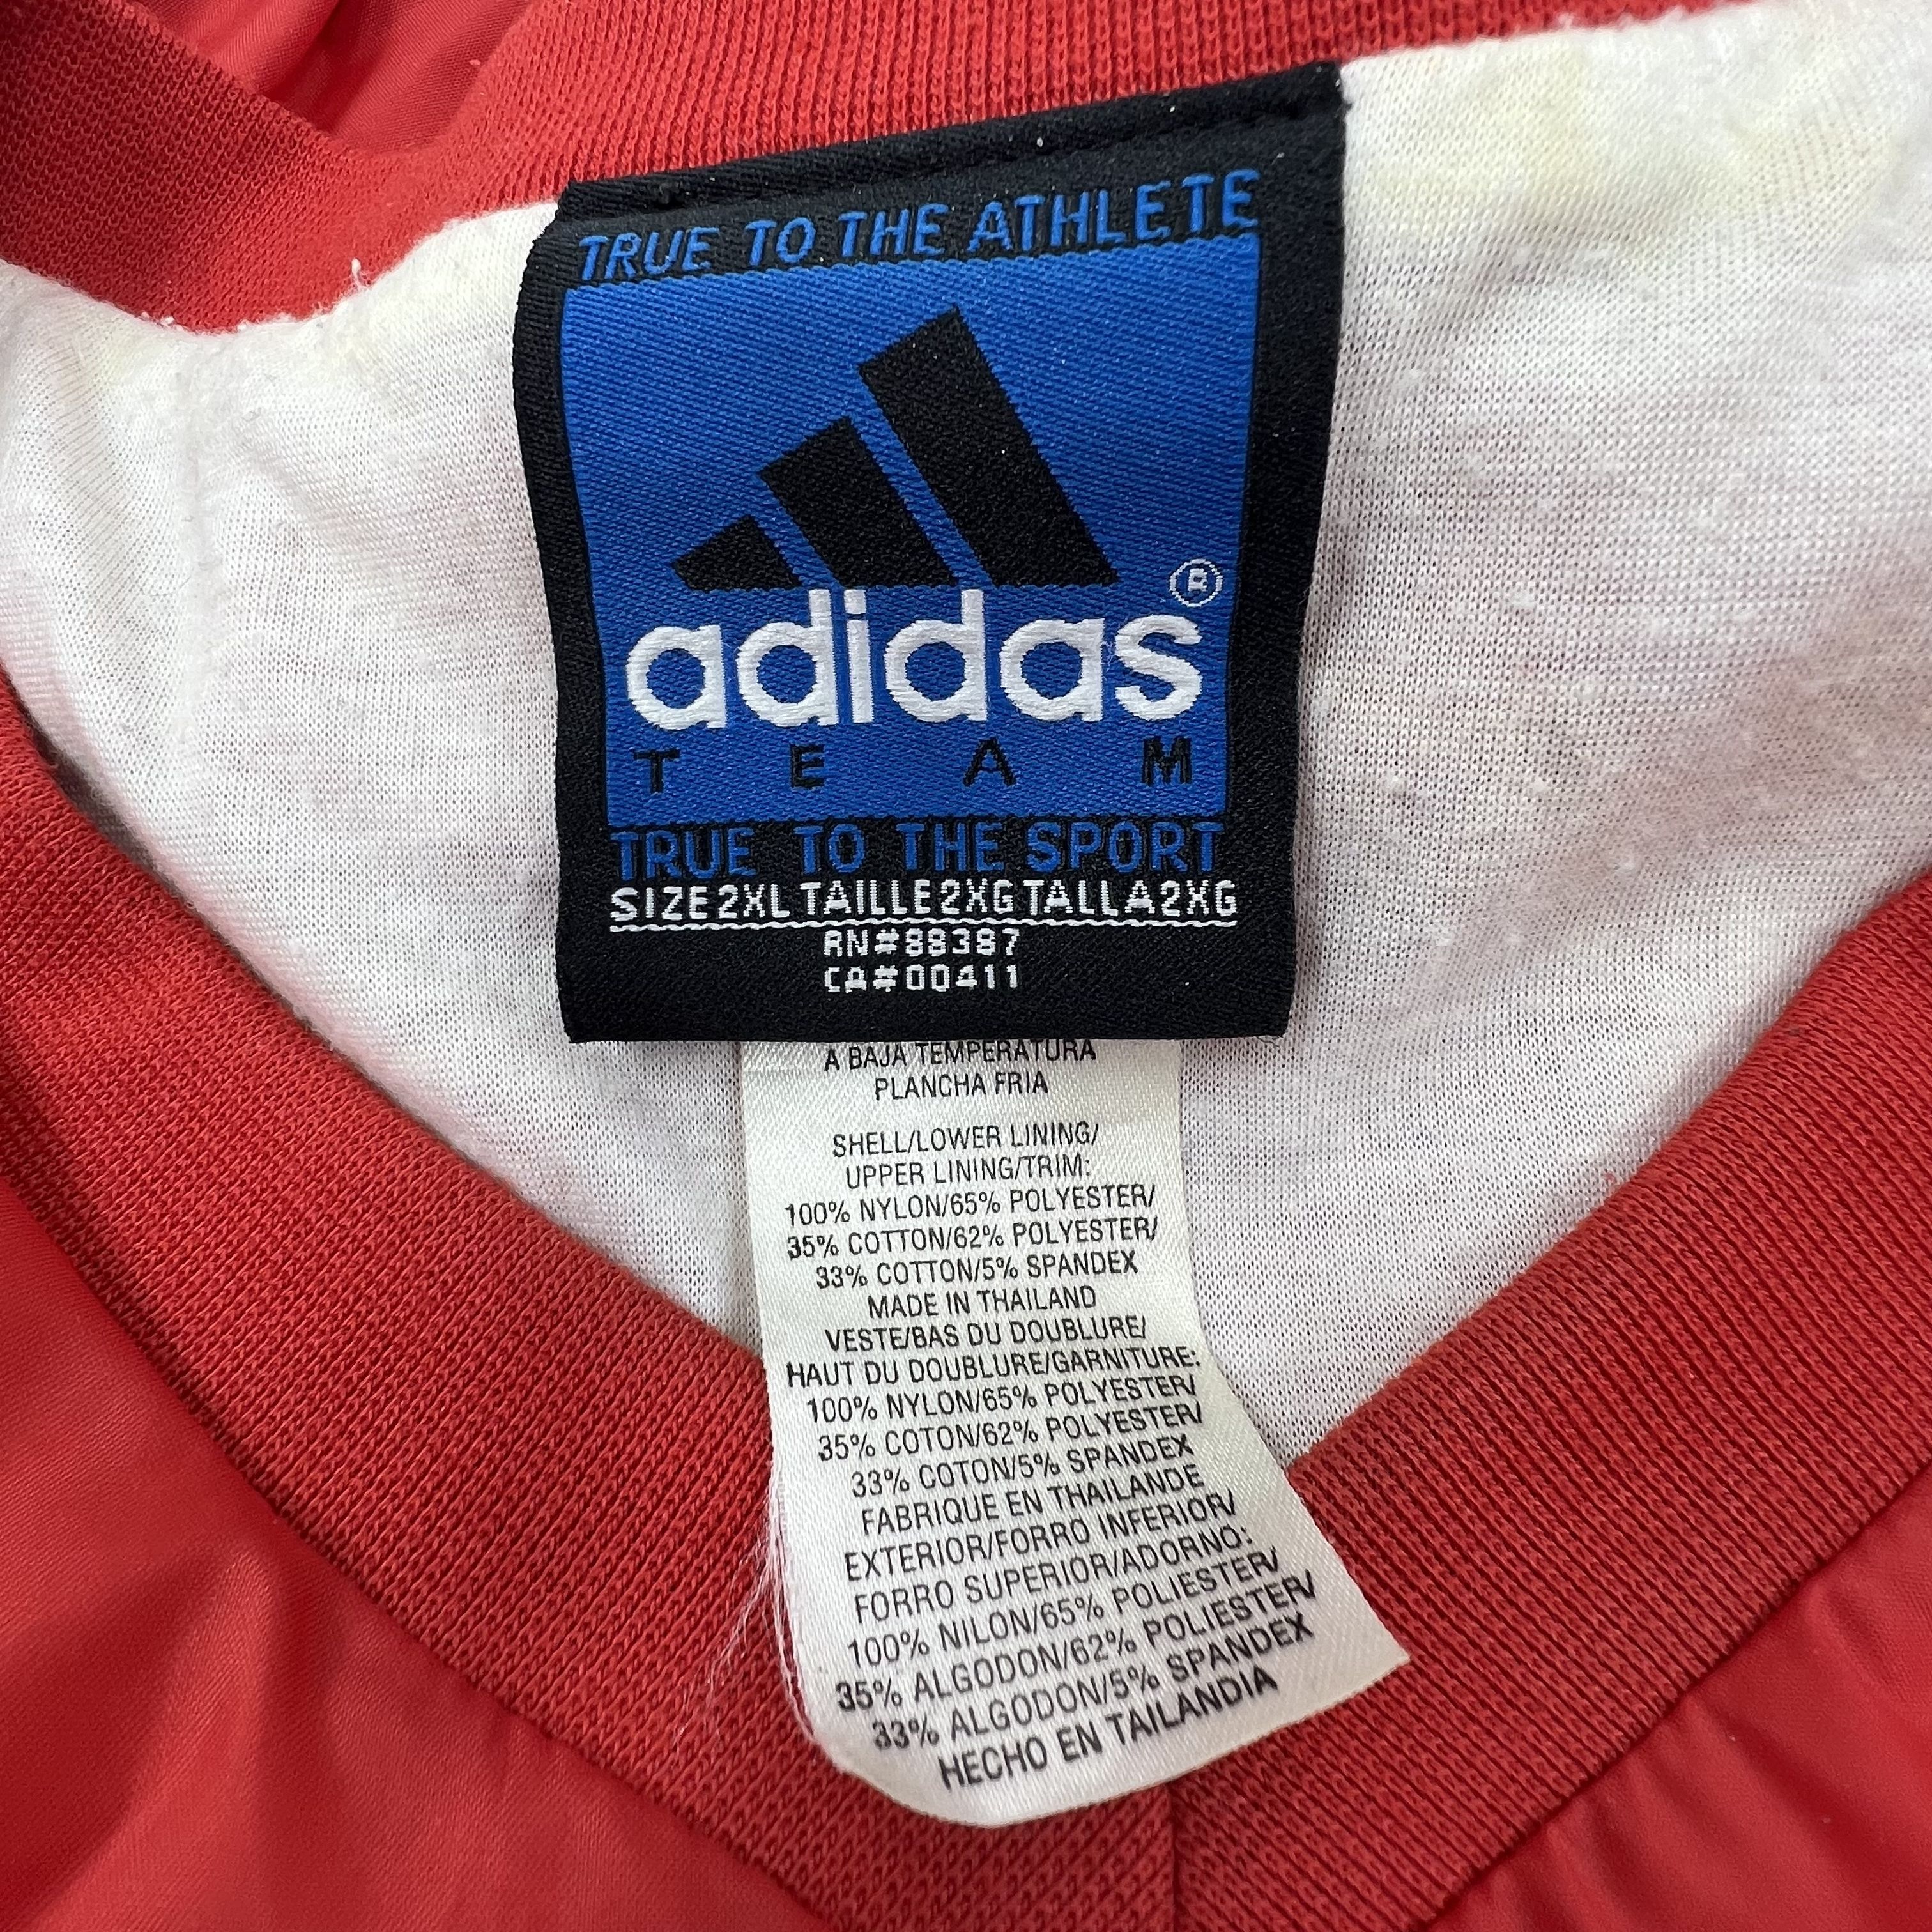 TRUE TO THE ATHLETE
adidas®
TEAM
TRUE TO THE SPORT
SIZE 2XL TAILLE 2XG TALLA 2XG
RN#88387
CA#00411
A BAJA TEMPERATURA
PLANCHA FRIA
SHELL/LOWER LINING/
UPPER LINING/TRIM:
100% NYLON/65% POLYESTER/
35% COTTON/62% POLYESTER/
33% COTTON/5% SPANDEX
MADE IN THAILAND
VESTE/BAS DU DOUBLURE/
HAUT DU DOUBLURE/GARNITURE:
100% NYLON/65% POLYESTER/
35% COTON/62% POLYESTER/
33% COTON/5% SPANDEX
FABRIQUE EN THAILANDE
EXTERIOR/FORRO INFERIOR/
FORRO SUPERIOR/ADORNO:
100% NILON/65% POLIESTER/
35% ALGODON/62% POLIESTER/
33% ALGODON/5% SPANDEX
HECHO EN TAILANDIA